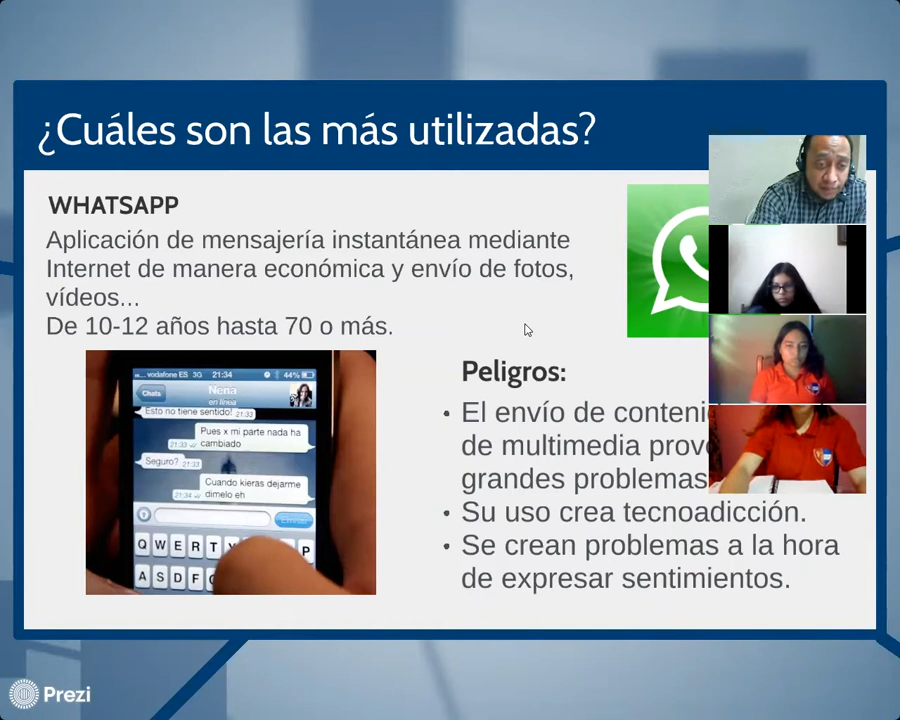 ¿Cuáles son las más utilizadas?
WHATSAPP
Aplicación de mensajería instantánea mediante
Internet de manera económica y envío de fotos,
vídeos...
De 10-12 años hasta 70 o más.
vodafone ES 3G 21:34 44%
Chats
Nena
en línea
Esto no tiene sentido! 21:33
Pues x mi parte nada ha
cambiado
21:33
Seguro? 21:33
Cuando kieras dejarme
dimelo eh
21:34
Enviar
Q W E R T Y P
A S D F G
Peligros:
• El envío de
de multimedia
grandes problemas
• Su uso crea tecnoadicción.
• Se crean problemas a la hora
de expresar sentimientos.
Prezi